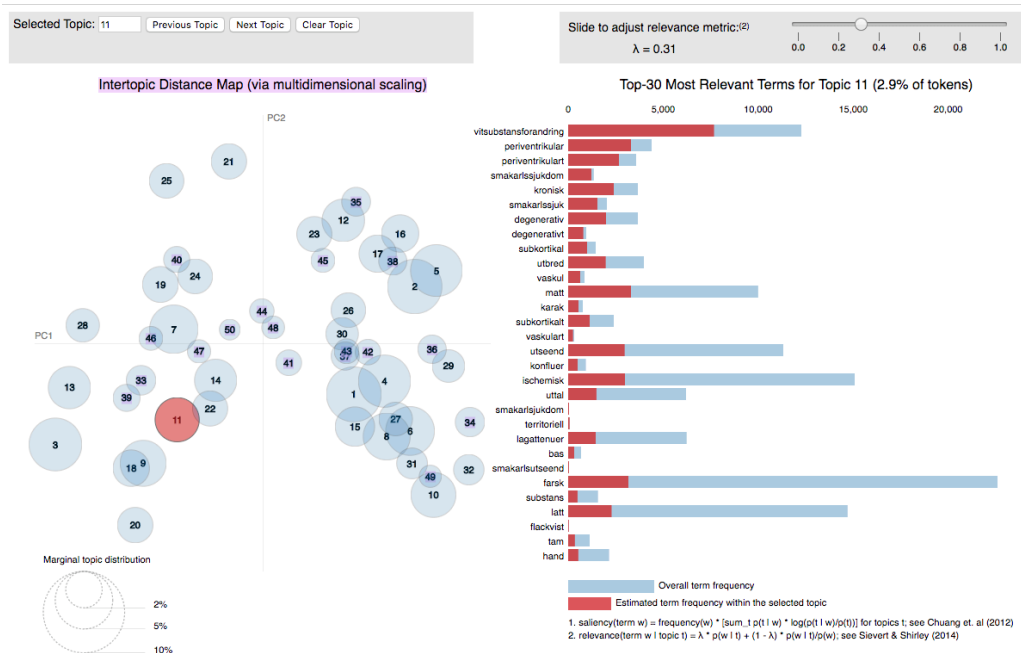 Selected Topic: 11 Previous Topic Next Topic Clear Topic
Slide to adjust relevance metric:(2)
λ = 0.31
0.0 0.2 0.4 0.6 0.8 1.0
Intertopic Distance Map (via multidimensional scaling)
PC2
PC1
21
25
35
12
23
16
17
38
45
40
5
24
19
2
44
26
28
7
50
48
30
46
47
43
37
42
36
41
29
33
14
4
13
39
1
22
11
27
34
15
6
8
3
9
18
31
32
49
10
20
Marginal topic distribution
2%
5%
10%
Top-30 Most Relevant Terms for Topic 11 (2.9% of tokens)
0 5,000 10,000 15,000 20,000
vitsubstansforandring
periventrikular
periventrikulart
smakarlssjukdom
kronisk
smakarlssjuk
degenerativ
degenerativt
subkortikal
utbred
vaskul
matt
karak
subkortikalt
vaskulart
utseend
konfluer
ischemisk
uttal
smakarlsjukdom
territoriell
lagattenuer
bas
smakarlsutseend
farsk
substans
latt
flackvist
tam
hand
Overall term frequency
Estimated term frequency within the selected topic
1. saliency(term w) = frequency(w) * [sum_t p(t | w) * log(p(t | w)/p(t))] for topics t; see Chuang et. al (2012)
2. relevance(term w | topic t) = λ * p(w | t) + (1 - λ) * p(w | t)/p(w); see Sievert & Shirley (2014)